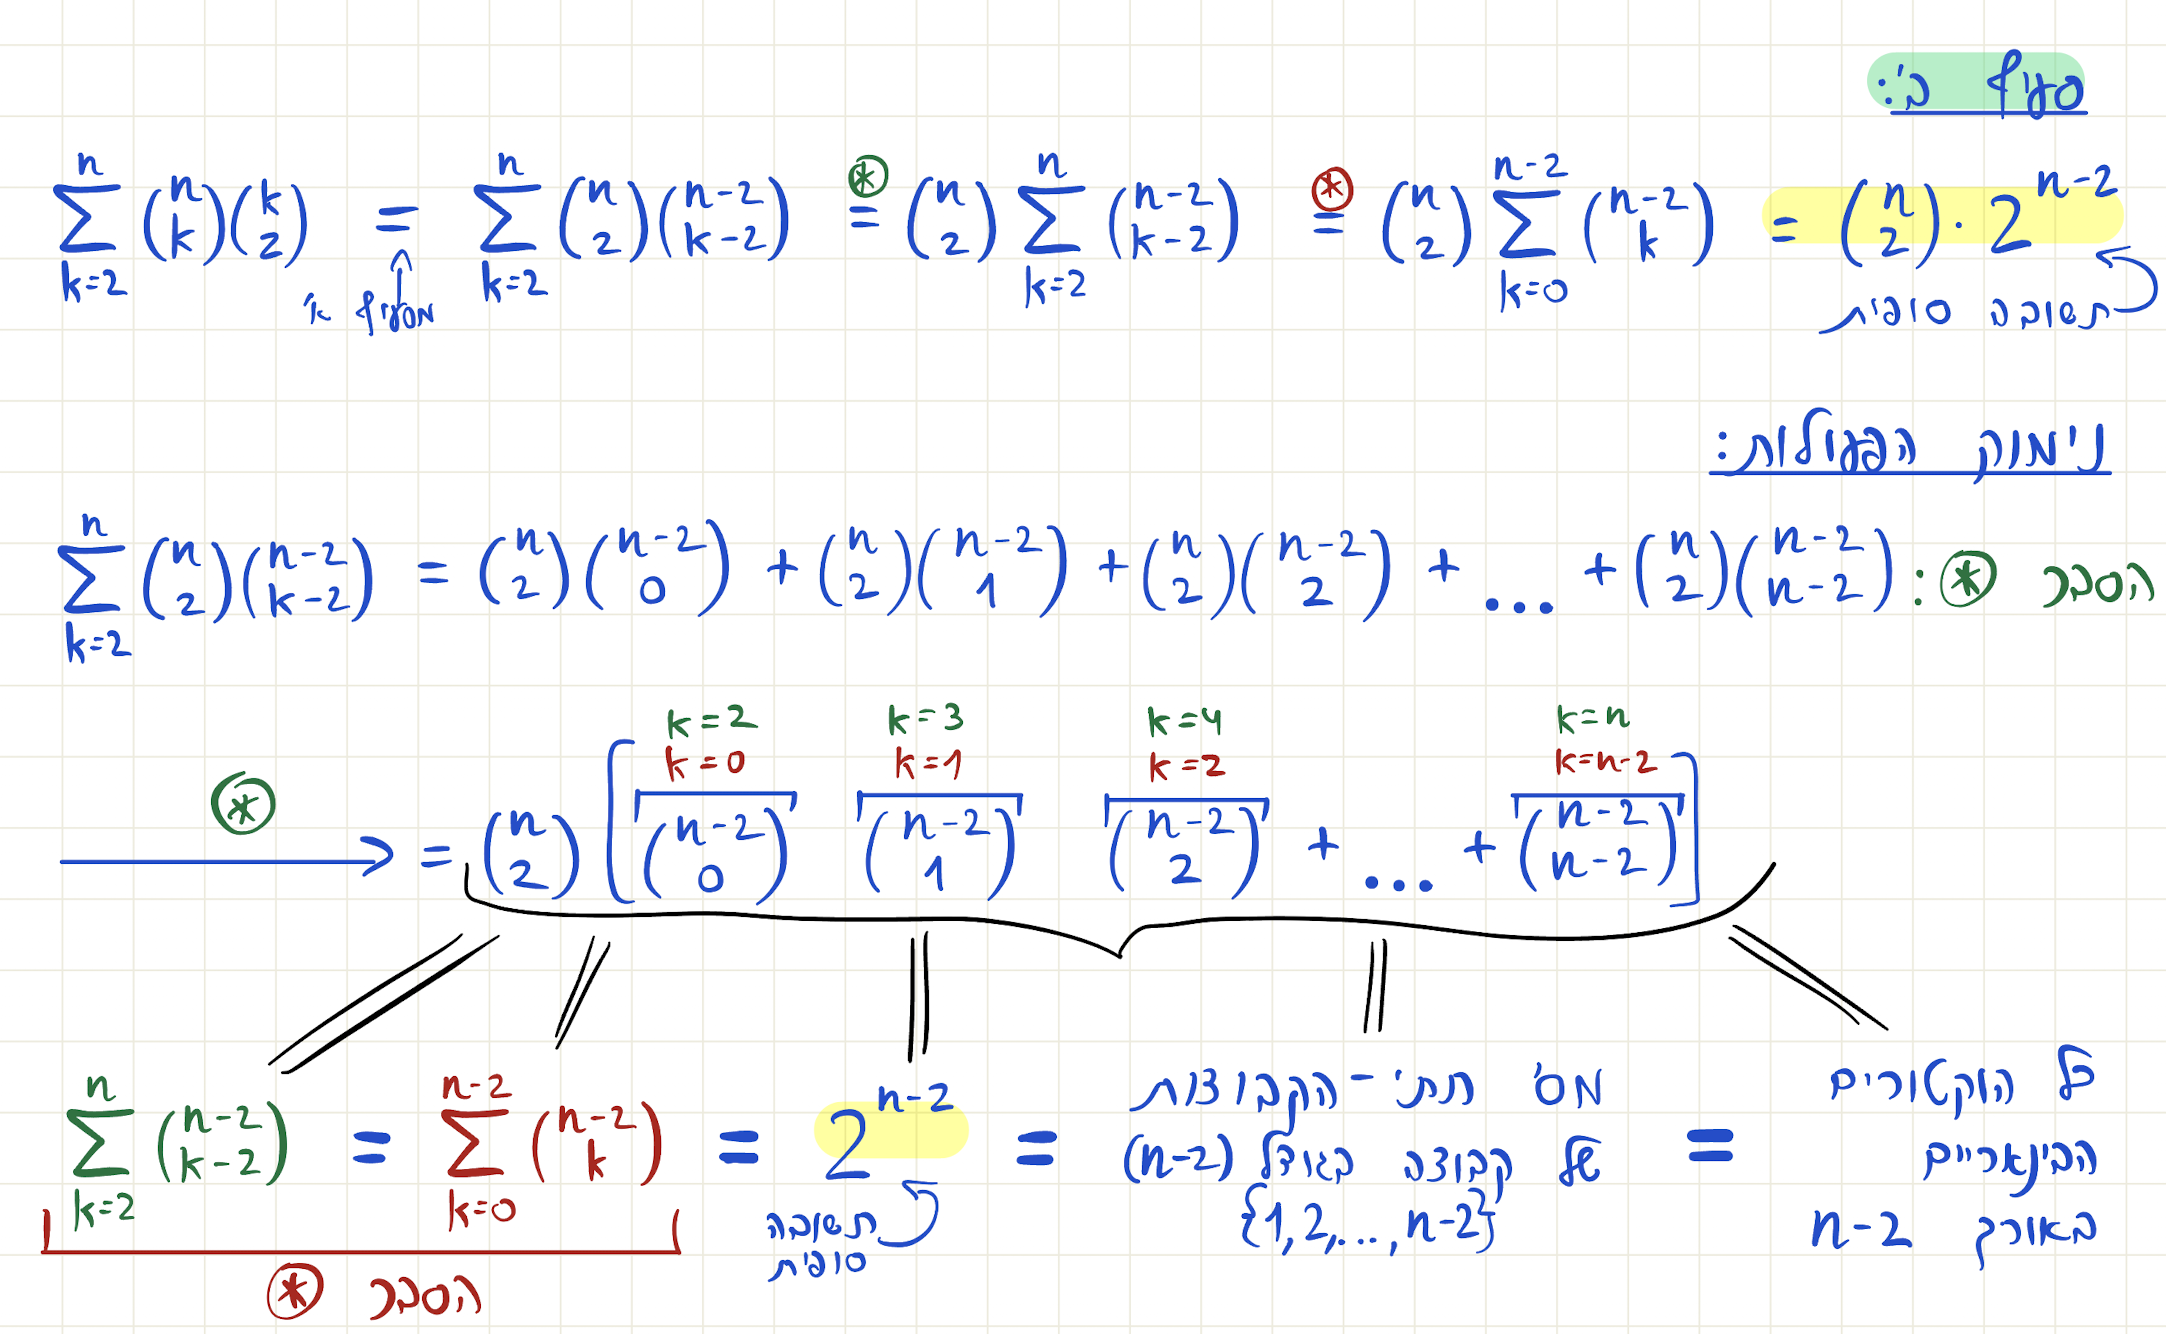 סעיף ב':
$\sum_{k=2}^{n} \binom{n}{k}\binom{k}{2} = \sum_{k=2}^{n} \binom{n}{2}\binom{n-2}{k-2} \overset{\circledast}{=} \binom{n}{2} \sum_{k=2}^{n} \binom{n-2}{k-2} \overset{\circledast}{=} \binom{n}{2} \sum_{k=0}^{n-2} \binom{n-2}{k} = \binom{n}{2} \cdot 2^{n-2}$
מסעיף א'
תשובה סופית
נימוק הפעולות:
הסבר ⊛: $\sum_{k=2}^{n} \binom{n}{2}\binom{n-2}{k-2} = \binom{n}{2}\binom{n-2}{0} + \binom{n}{2}\binom{n-2}{1} + \binom{n}{2}\binom{n-2}{2} + \dots + \binom{n}{2}\binom{n-2}{n-2}$
k=2 k=3 k=4 k=n
k=0 k=1 k=2 k=n-2
$\overset{\circledast}{\longrightarrow} = \binom{n}{2} \left[ \binom{n-2}{0} \binom{n-2}{1} \binom{n-2}{2} + \dots + \binom{n-2}{n-2} \right]$
$\sum_{k=2}^{n} \binom{n-2}{k-2} = \sum_{k=0}^{n-2} \binom{n-2}{k} = 2^{n-2} =$
מס' תתי-הקבוצות
של קבוצה בגודל (n-2)
{1,2,...,n-2}
=
כל הווקטורים
הבינאריים
באורך n-2
תשובה
סופית
הסבר ⊛